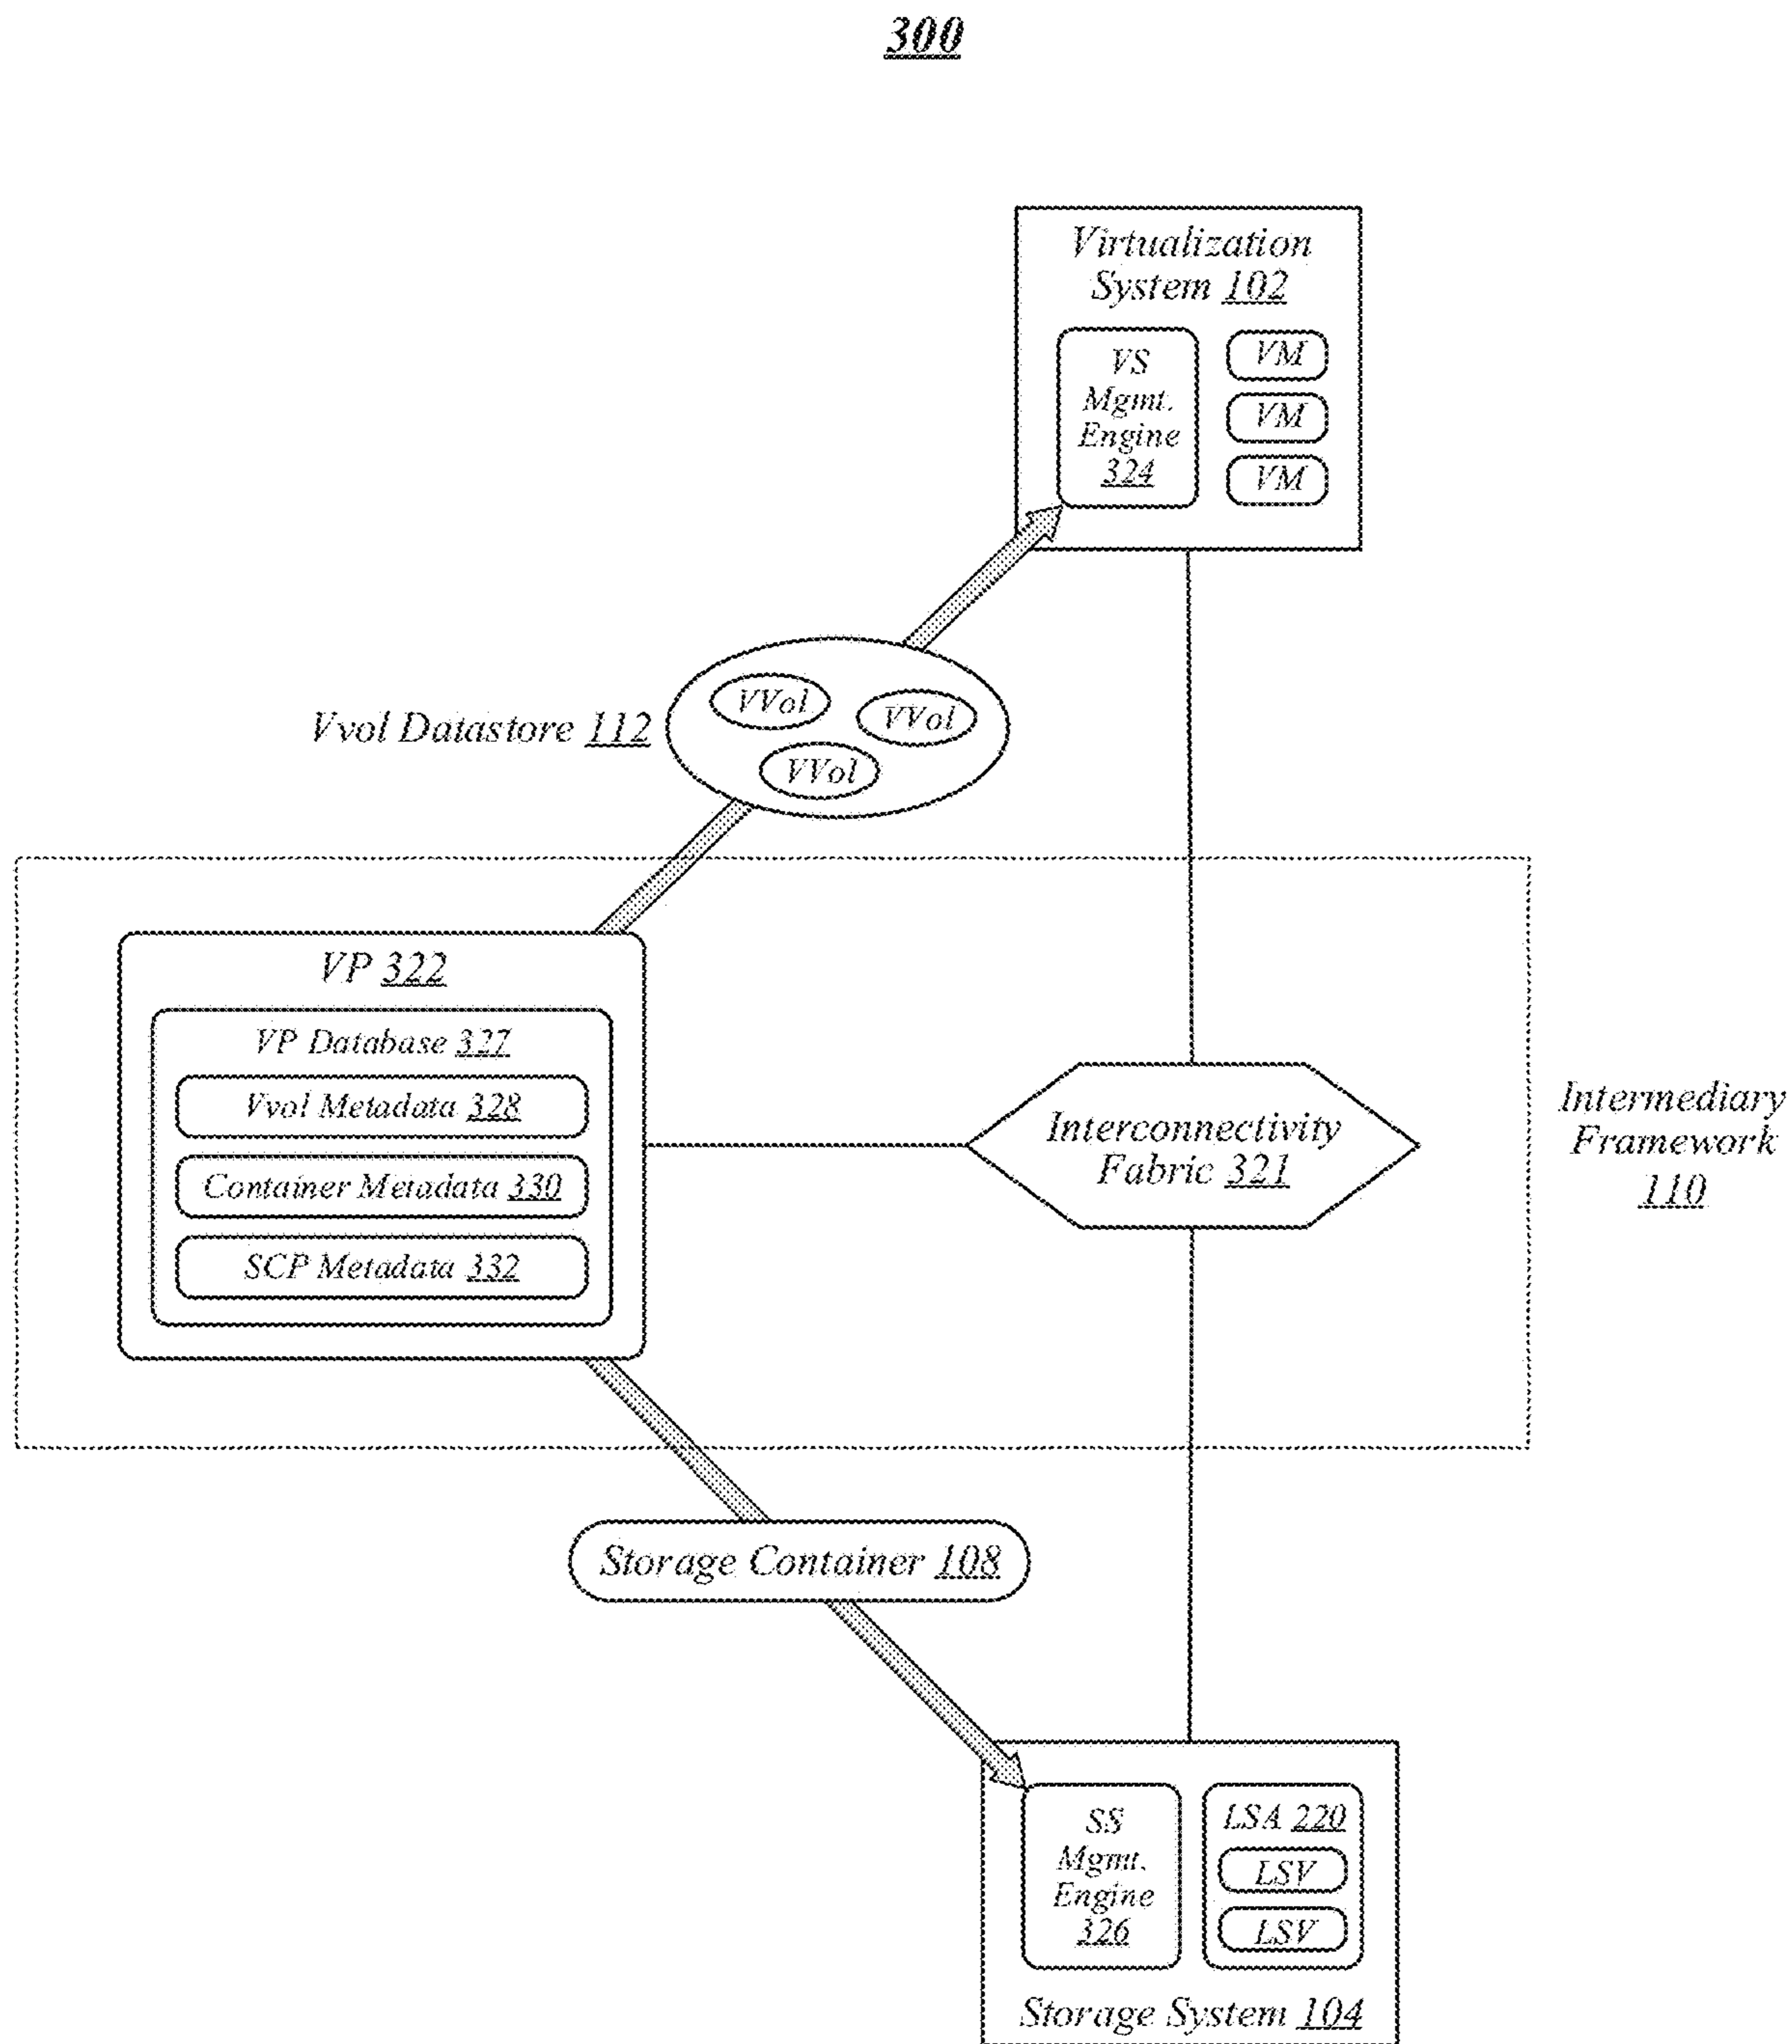 300
Virtualization
System 102
VS
Mgmt.
Engine
324
VM
VM
VM
Vvol Datastore 112
VVol
VVol
VVol
VP 322
VP Database 327
Vvol Metadata 328
Container Metadata 330
SCP Metadata 332
Interconnectivity
Fabric 321
Intermediary
Framework
110
Storage Container 108
SS
Mgmt.
Engine
326
LSA 220
LSV
LSV
Storage System 104